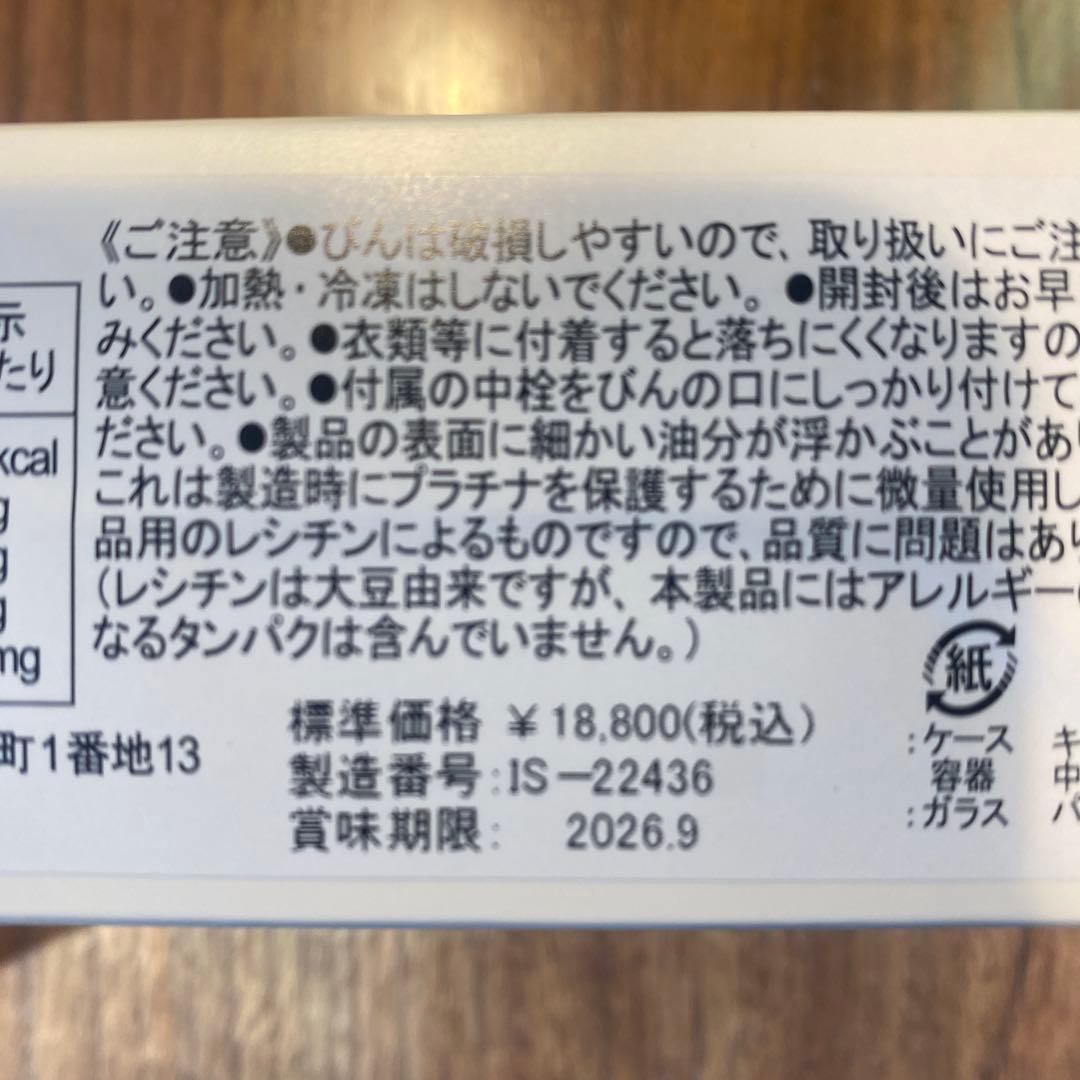 《ご注意》●びんは破損しやすいので、取り扱いにご注
い。●加熱・冷凍はしないでください。●開封後はお早
みください。●衣類等に付着すると落ちにくくなりますの
意ください。●付属の中栓をびんの口にしっかり付けて
ださい。●製品の表面に細かい油分が浮かぶことがあり
これは製造時にプラチナを保護するために微量使用し
品用のレシチンによるものですので、品質に問題はあり
(レシチンは大豆由来ですが、本製品にはアレルギー
なるタンパクは含んでいません。)
示
たり
kcal
g
g
g
mg
町1番地13
標準価格 ¥18,800(税込)
製造番号:IS-22436
賞味期限: 2026.9
紙
:ケース
容器
:ガラス
キ
中
パ